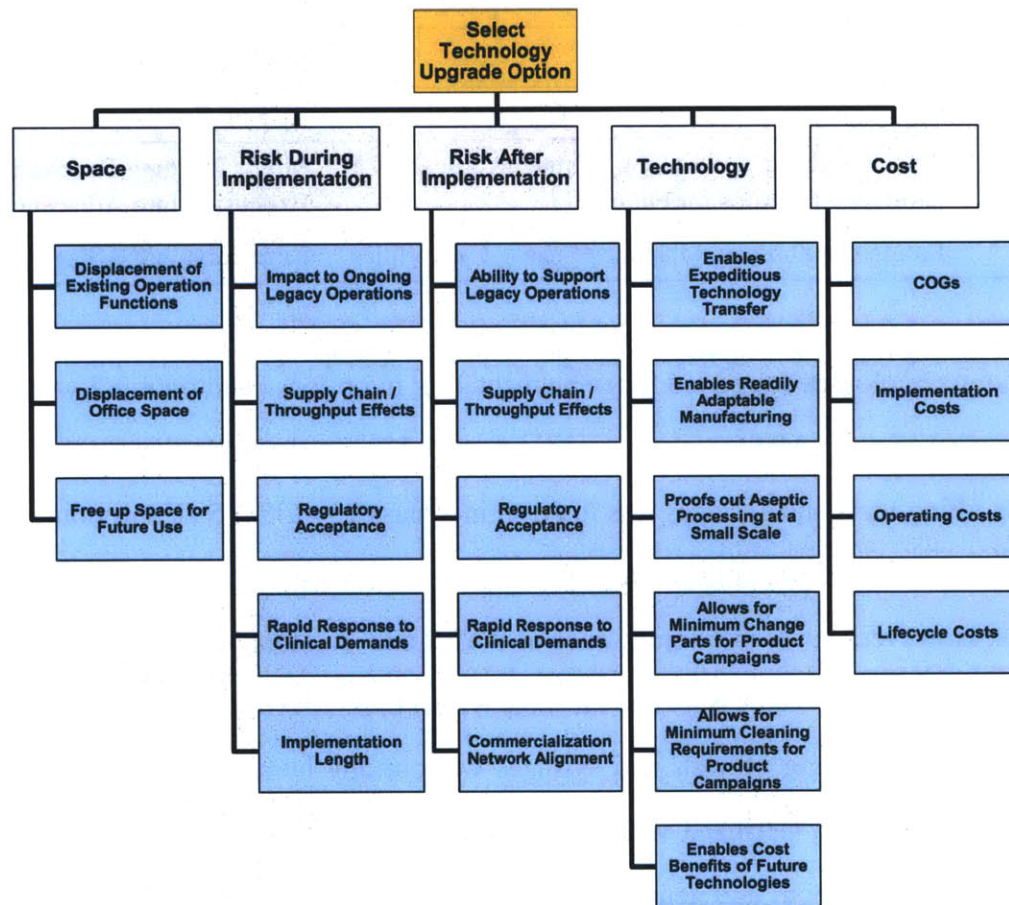 Select
Technology
Upgrade Option
Space
Risk During
Implementation
Risk After
Implementation
Technology
Cost
Displacement of
Existing Operation
Functions
Displacement of
Office Space
Free up Space for
Future Use
Impact to Ongoing
Legacy Operations
Supply Chain /
Throughput Effects
Regulatory
Acceptance
Rapid Response to
Clinical Demands
Implementation
Length
Ability to Support
Legacy Operations
Supply Chain /
Throughput Effects
Regulatory
Acceptance
Rapid Response to
Clinical Demands
Commercialization
Network Alignment
Enables
Expeditious
Technology
Transfer
Enables Readily
Adaptable
Manufacturing
Proofs out Aseptic
Processing at a
Small Scale
Allows for
Minimum Change
Parts for Product
Campaigns
Allows for
Minimum Cleaning
Requirements for
Product
Campaigns
Enables Cost
Benefits of Future
Technologies
COGs
Implementation
Costs
Operating Costs
Lifecycle Costs